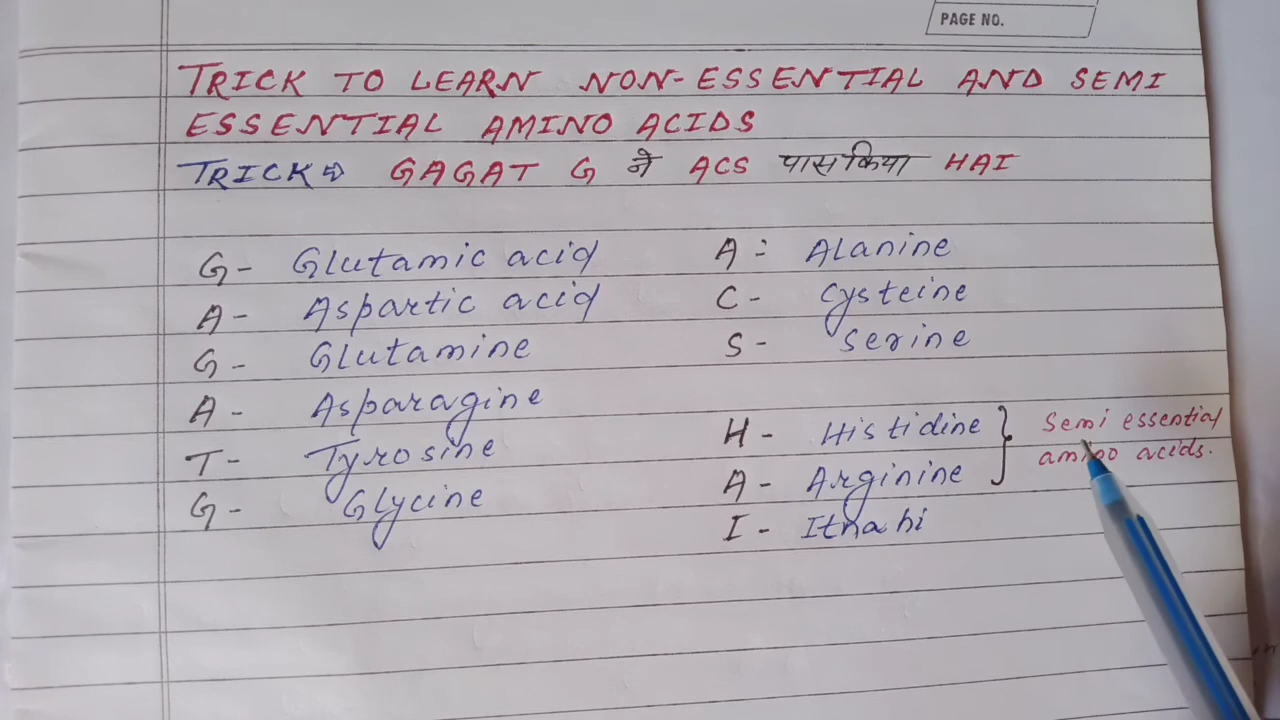 PAGE NO.
TRICK TO LEARN NON-ESSENTIAL AND SEMI
ESSENTIAL AMINO ACIDS
TRICK ⇨ GAGAT G ने ACS पास किया HAI
G- Glutamic acid
A- Aspartic acid
G- Glutamine
A- Asparagine
T- Tyrosine
G- Glycine
A: Alanine
C- Cysteine
S- Serine
H- Histidine } Semi essential
A- Arginine } amino acids.
I- Itna hi